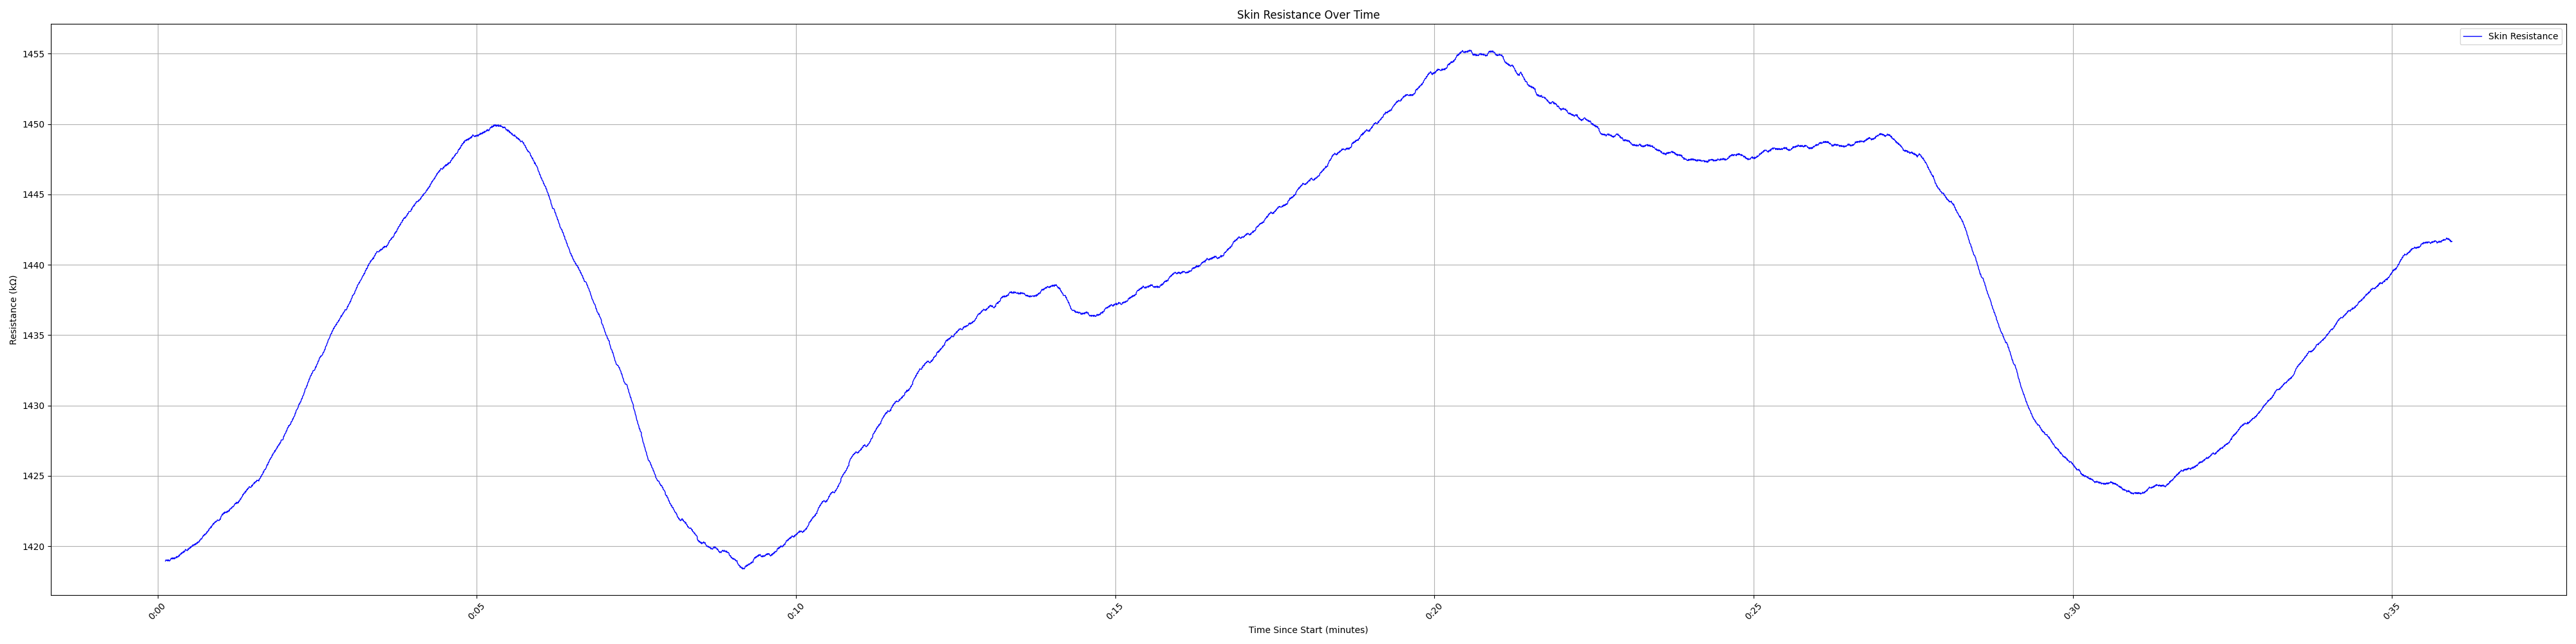 Skin Resistance Over Time
Skin Resistance
Resistance (kΩ)
1455
1450
1445
1440
1435
1430
1425
1420
0:00 0:05 0:10 0:15 0:20 0:25 0:30 0:35
Time Since Start (minutes)